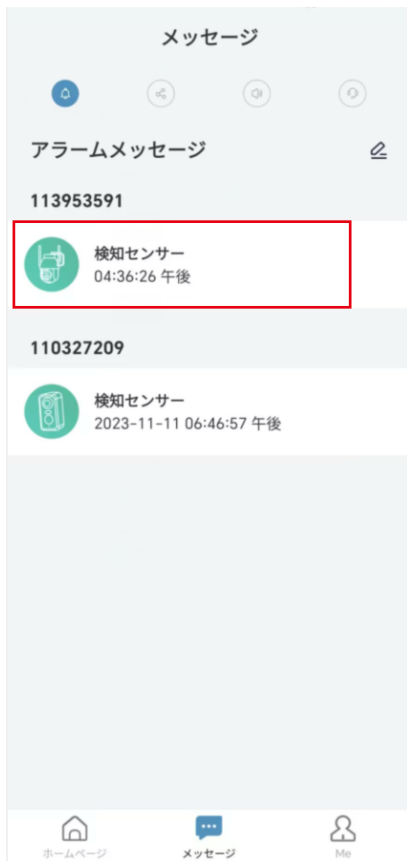 メッセージ
アラームメッセージ
113953591
検知センサー
04:36:26 午後
110327209
検知センサー
2023-11-11 06:46:57 午後
ホームページ
メッセージ
Me